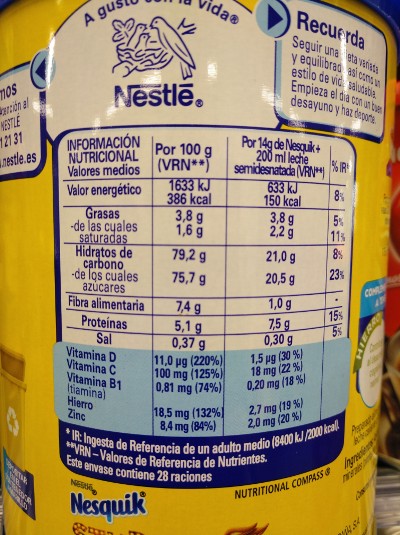 A gusto con la vida®
Nestlé®
Recuerda
Seguir una dieta variada
y equilibrada así como un
estilo de vida saludable.
Empieza el día con un buen
desayuno y haz deporte.
NESTLÉ
21 31
.nestle.es
INFORMACIÓN NUTRICIONAL Valores medios | Por 100 g (VRN**) | Por 14g de Nesquik + 200 ml leche semidesnatada (VRN**) | % IR*
Valor energético | 1633 kJ 386 kcal | 633 kJ 150 kcal | 8%
Grasas | 3,8 g | 3,8 g | 5%
-de las cuales saturadas | 1,6 g | 2,2 g | 11%
Hidratos de carbono | 79,2 g | 21,0 g | 8%
-de los cuales azúcares | 75,7 g | 20,5 g | 23%
Fibra alimentaria | 7,4 g | 1,0 g | -
Proteínas | 5,1 g | 7,5 g | 15%
Sal | 0,37 g | 0,30 g | 5%
Vitamina D | 11,0 µg (220%) | 1,5 µg (30 %)
Vitamina C | 100 mg (125%) | 18 mg (22 %)
Vitamina B1 (tiamina) | 0,81 mg (74%) | 0,20 mg (18 %)
Hierro | 18,5 mg (132%) | 2,7 mg (19 %)
Zinc | 8,4 mg (84%) | 2,0 mg (20 %)
* IR: Ingesta de Referencia de un adulto medio (8400 kJ /2000 kcal).
**VRN – Valores de Referencia de Nutrientes.
Este envase contiene 28 raciones
NUTRITIONAL COMPASS ®
Nestlé
Nesquik